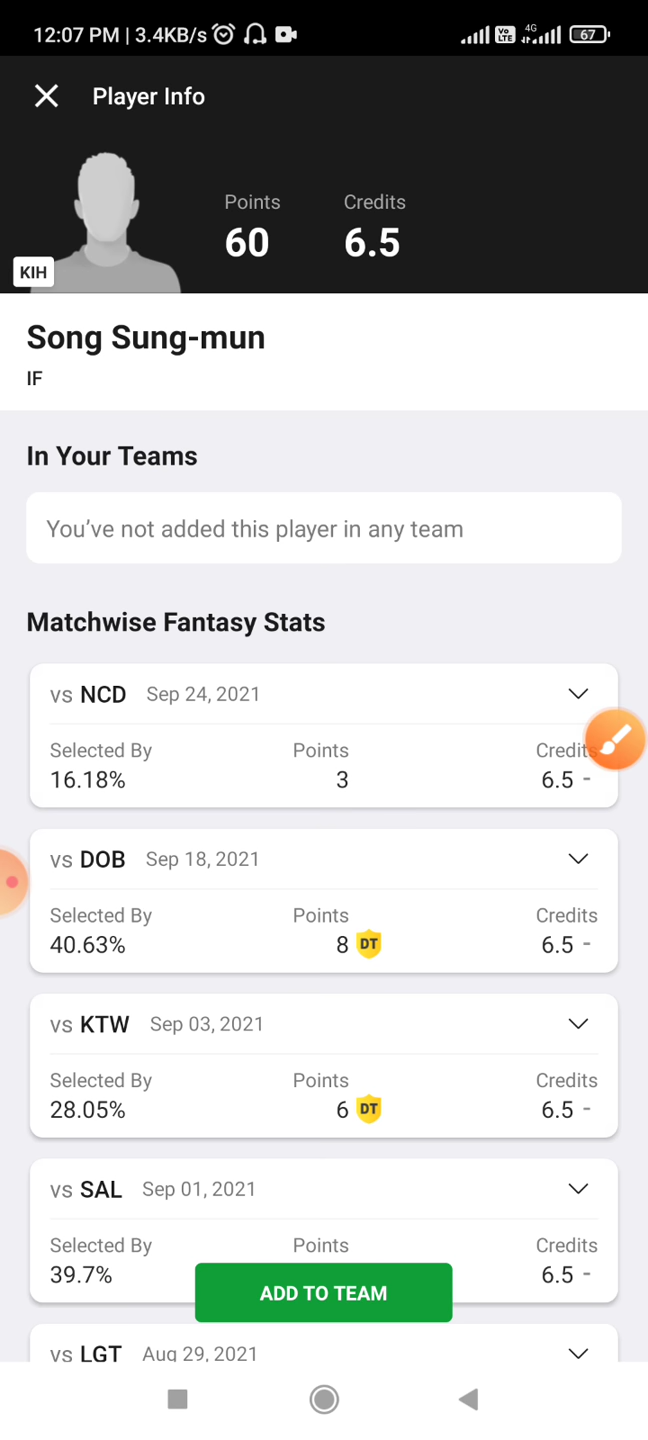 12:07 PM | 3.4KB/s Vo LTE 4G 67
Player Info
Points Credits
60 6.5
KIH
Song Sung-mun
IF
In Your Teams
You've not added this player in any team
Matchwise Fantasy Stats
vs NCD Sep 24, 2021
Selected By Points Credits
16.18% 3 6.5 -
vs DOB Sep 18, 2021
Selected By Points Credits
40.63% 8 DT 6.5 -
vs KTW Sep 03, 2021
Selected By Points Credits
28.05% 6 DT 6.5 -
vs SAL Sep 01, 2021
Selected By Points Credits
39.7% 6.5 -
ADD TO TEAM
vs LGT Aug 29, 2021